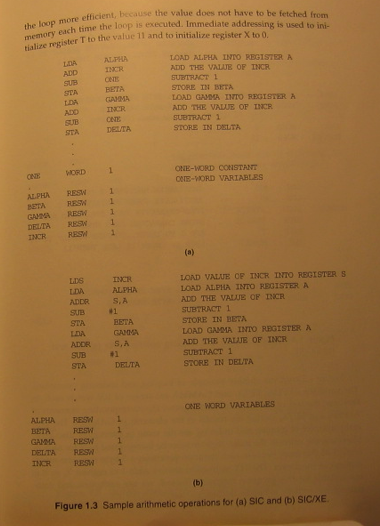 the loop more efficient, because the value does not have to be fetched from
memory each time the loop is executed. Immediate addressing is used to ini-
tialize register T to the value 11 and to initialize register X to 0.
LDA ALPHA LOAD ALPHA INTO REGISTER A
ADD INCR ADD THE VALUE OF INCR
SUB ONE SUBTRACT 1
STA BETA STORE IN BETA
LDA GAMMA LOAD GAMMA INTO REGISTER A
ADD INCR ADD THE VALUE OF INCR
SUB ONE SUBTRACT 1
STA DELTA STORE IN DELTA
.
.
.
ONE WORD 1 ONE-WORD CONSTANT
. ONE-WORD VARIABLES
ALPHA RESW 1
BETA RESW 1
GAMMA RESW 1
DELTA RESW 1
INCR RESW 1
(a)
LDS INCR LOAD VALUE OF INCR INTO REGISTER S
LDA ALPHA LOAD ALPHA INTO REGISTER A
ADDR S,A ADD THE VALUE OF INCR
SUB #1 SUBTRACT 1
STA BETA STORE IN BETA
LDA GAMMA LOAD GAMMA INTO REGISTER A
ADDR S,A ADD THE VALUE OF INCR
SUB #1 SUBTRACT 1
STA DELTA STORE IN DELTA
.
.
.
. ONE WORD VARIABLES
ALPHA RESW 1
BETA RESW 1
GAMMA RESW 1
DELTA RESW 1
INCR RESW 1
(b)
Figure 1.3 Sample arithmetic operations for (a) SIC and (b) SIC/XE.